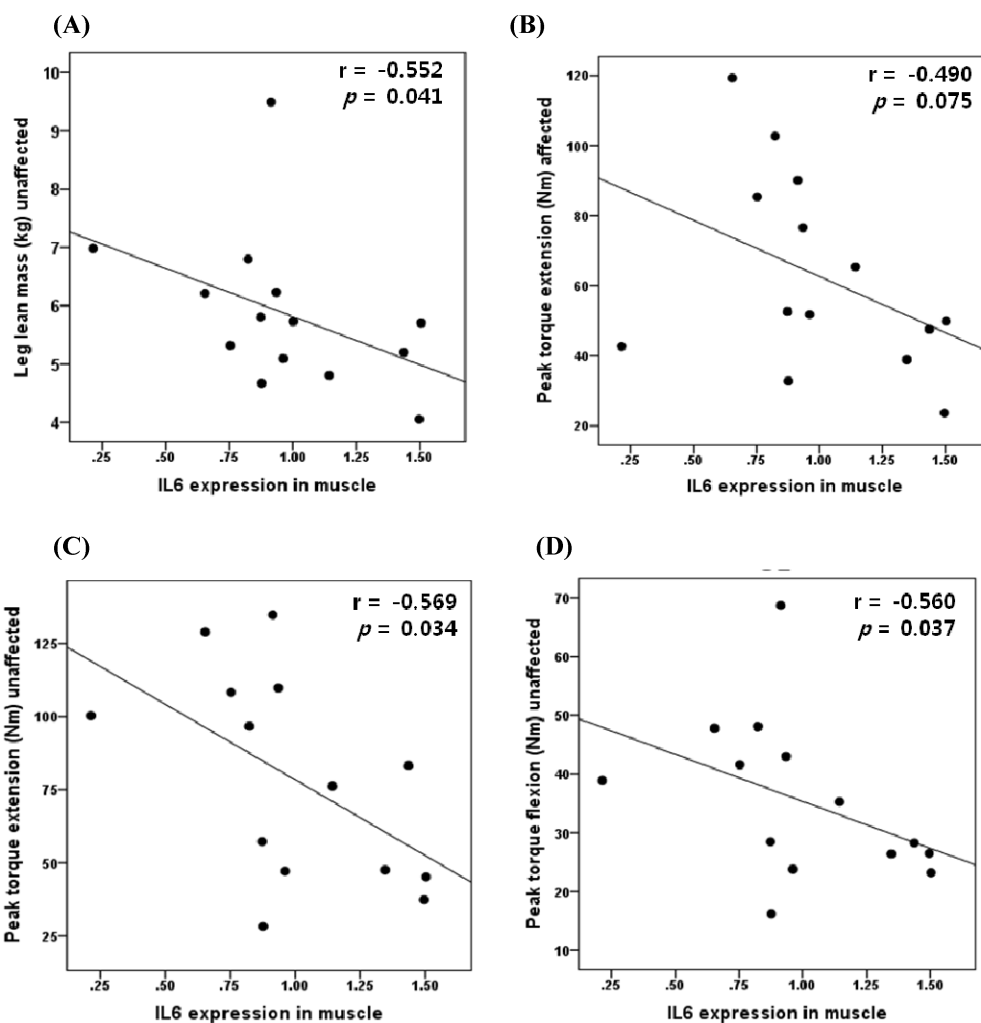 (A)
r = -0.552
p = 0.041
Leg lean mass (kg) unaffected
10
9
8
7
6
5
4
.25 .50 .75 1.00 1.25 1.50
IL6 expression in muscle
(B)
r = -0.490
p = 0.075
Peak torque extension (Nm) affected
120
100
80
60
40
20
.25 .50 .75 1.00 1.25 1.50
IL6 expression in muscle
(C)
r = -0.569
p = 0.034
Peak torque extension (Nm) unaffected
125
100
75
50
25
.25 .50 .75 1.00 1.25 1.50
IL6 expression in muscle
(D)
r = -0.560
p = 0.037
Peak torque flexion (Nm) unaffected
70
60
50
40
30
20
10
.25 .50 .75 1.00 1.25 1.50
IL6 expression in muscle